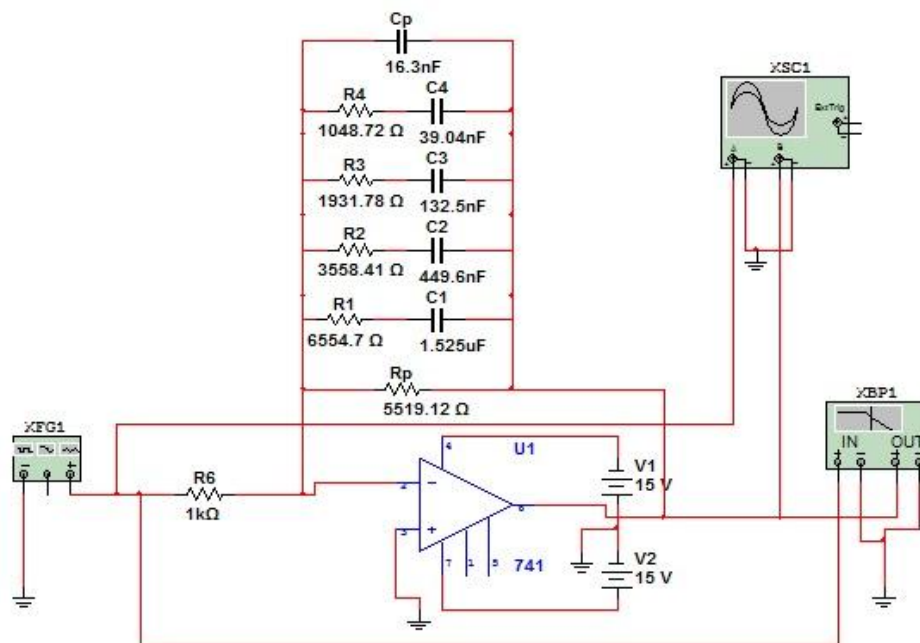 Cp
16.3nF
R4 C4
1048.72 Ω 39.04nF
R3 C3
1931.78 Ω 132.5nF
R2 C2
3558.41 Ω 449.6nF
R1 C1
6554.7 Ω 1.525uF
Rp
5519.12 Ω
XSC1
Ext Trig
+
−
A B
+ − + −
XBP1
IN OUT
+ − + −
XFG1
− +
R6
1kΩ
U1
4
2 −
3 +
6
7 1 5
741
V1
15 V
V2
15 V